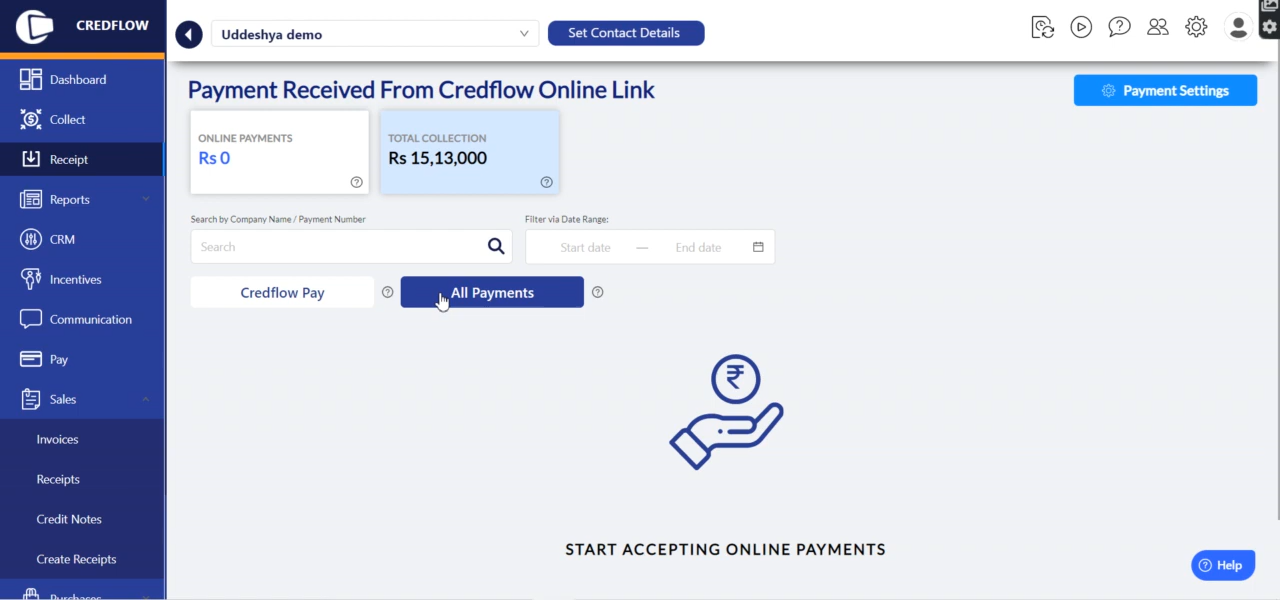 CREDFLOW
Uddeshya demo
Set Contact Details
Dashboard
Collect
Receipt
Reports
CRM
Incentives
Communication
Pay
Sales
Invoices
Receipts
Credit Notes
Create Receipts
Purchases
Payment Received From Credflow Online Link
Payment Settings
ONLINE PAYMENTS
Rs 0
TOTAL COLLECTION
Rs 15,13,000
Search by Company Name / Payment Number
Filter via Date Range:
Search
Start date — End date
Credflow Pay
All Payments
₹
START ACCEPTING ONLINE PAYMENTS
Help